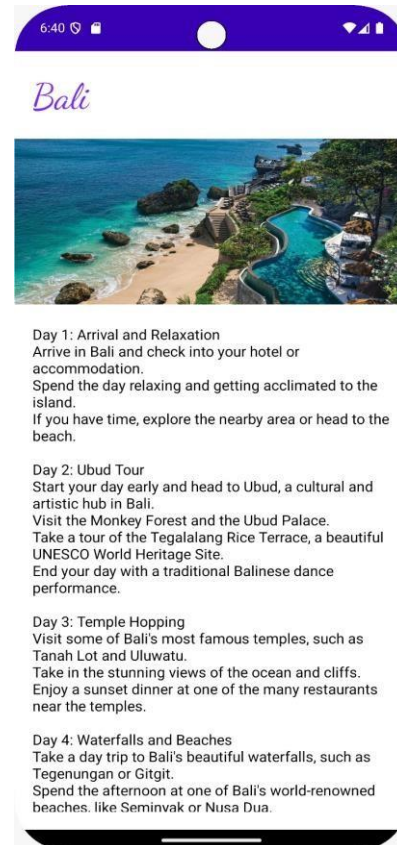 6:40
Bali
Day 1: Arrival and Relaxation
Arrive in Bali and check into your hotel or
accommodation.
Spend the day relaxing and getting acclimated to the
island.
If you have time, explore the nearby area or head to the
beach.
Day 2: Ubud Tour
Start your day early and head to Ubud, a cultural and
artistic hub in Bali.
Visit the Monkey Forest and the Ubud Palace.
Take a tour of the Tegalalang Rice Terrace, a beautiful
UNESCO World Heritage Site.
End your day with a traditional Balinese dance
performance.
Day 3: Temple Hopping
Visit some of Bali's most famous temples, such as
Tanah Lot and Uluwatu.
Take in the stunning views of the ocean and cliffs.
Enjoy a sunset dinner at one of the many restaurants
near the temples.
Day 4: Waterfalls and Beaches
Take a day trip to Bali's beautiful waterfalls, such as
Tegenungan or Gitgit.
Spend the afternoon at one of Bali's world-renowned
beaches, like Seminyak or Nusa Dua.